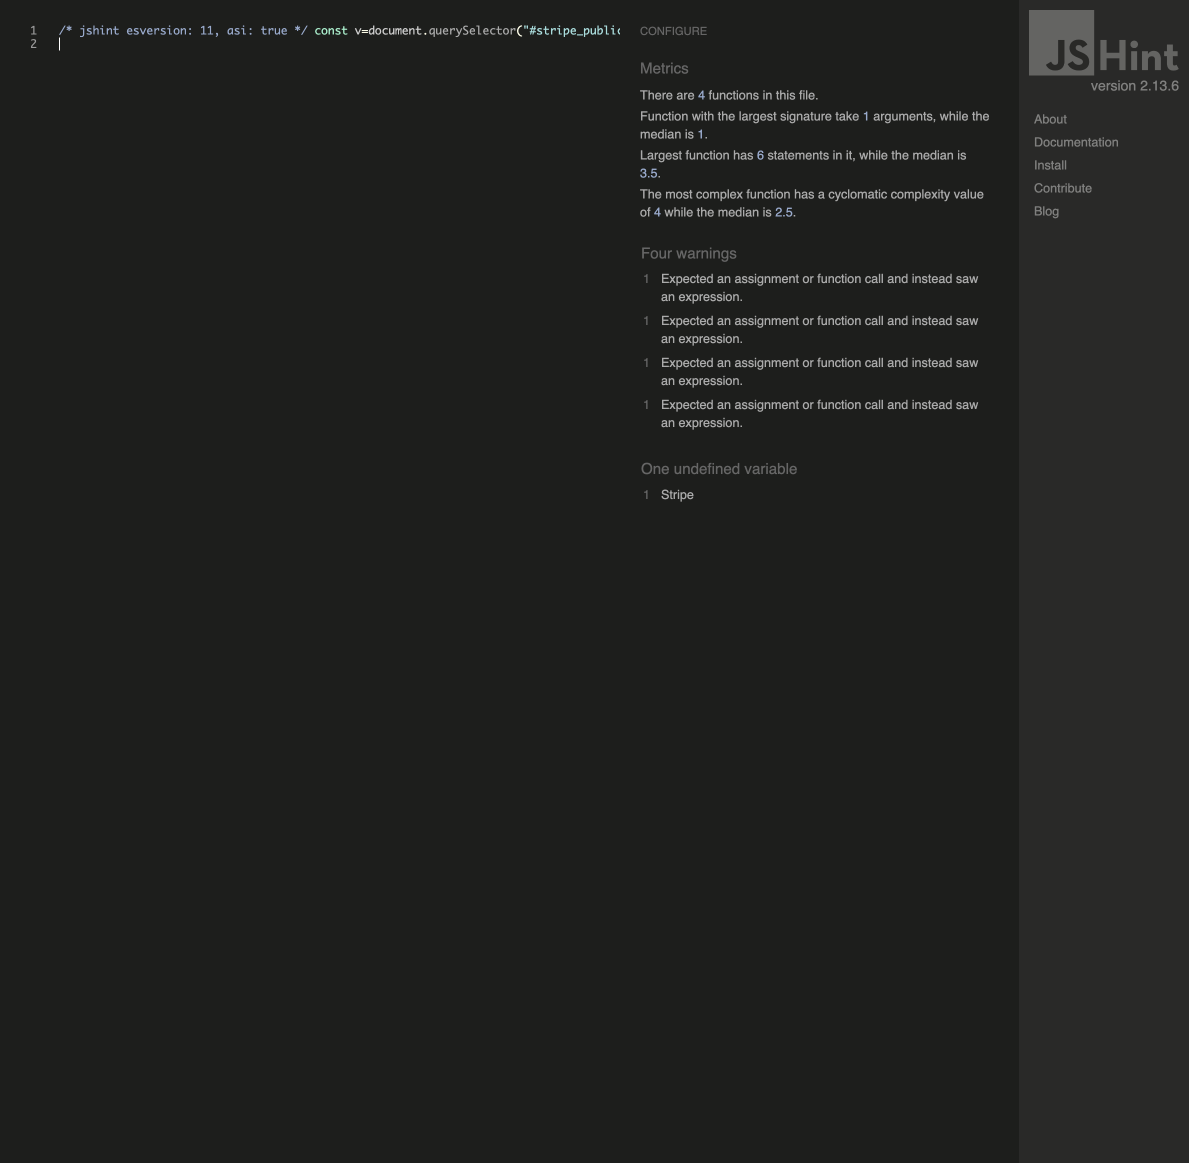 1 /* jshint esversion: 11, asi: true */ const v=document.querySelector("#stripe_public
2
CONFIGURE
Metrics
There are 4 functions in this file.
Function with the largest signature take 1 arguments, while the
median is 1.
Largest function has 6 statements in it, while the median is
3.5.
The most complex function has a cyclomatic complexity value
of 4 while the median is 2.5.
Four warnings
1 Expected an assignment or function call and instead saw
an expression.
1 Expected an assignment or function call and instead saw
an expression.
1 Expected an assignment or function call and instead saw
an expression.
1 Expected an assignment or function call and instead saw
an expression.
One undefined variable
1 Stripe
JSHint
version 2.13.6
About
Documentation
Install
Contribute
Blog